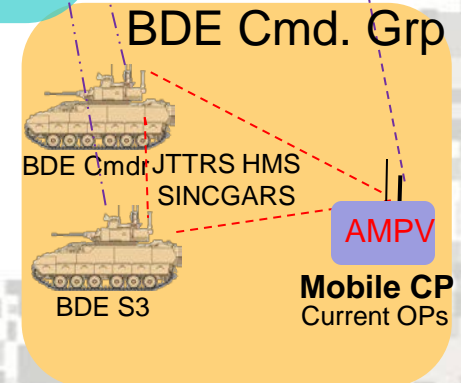 BDE Cmd. Grp
BDE Cmdr
JTTRS HMS
SINCGARS
BDE S3
AMPV
Mobile CP
Current OPs